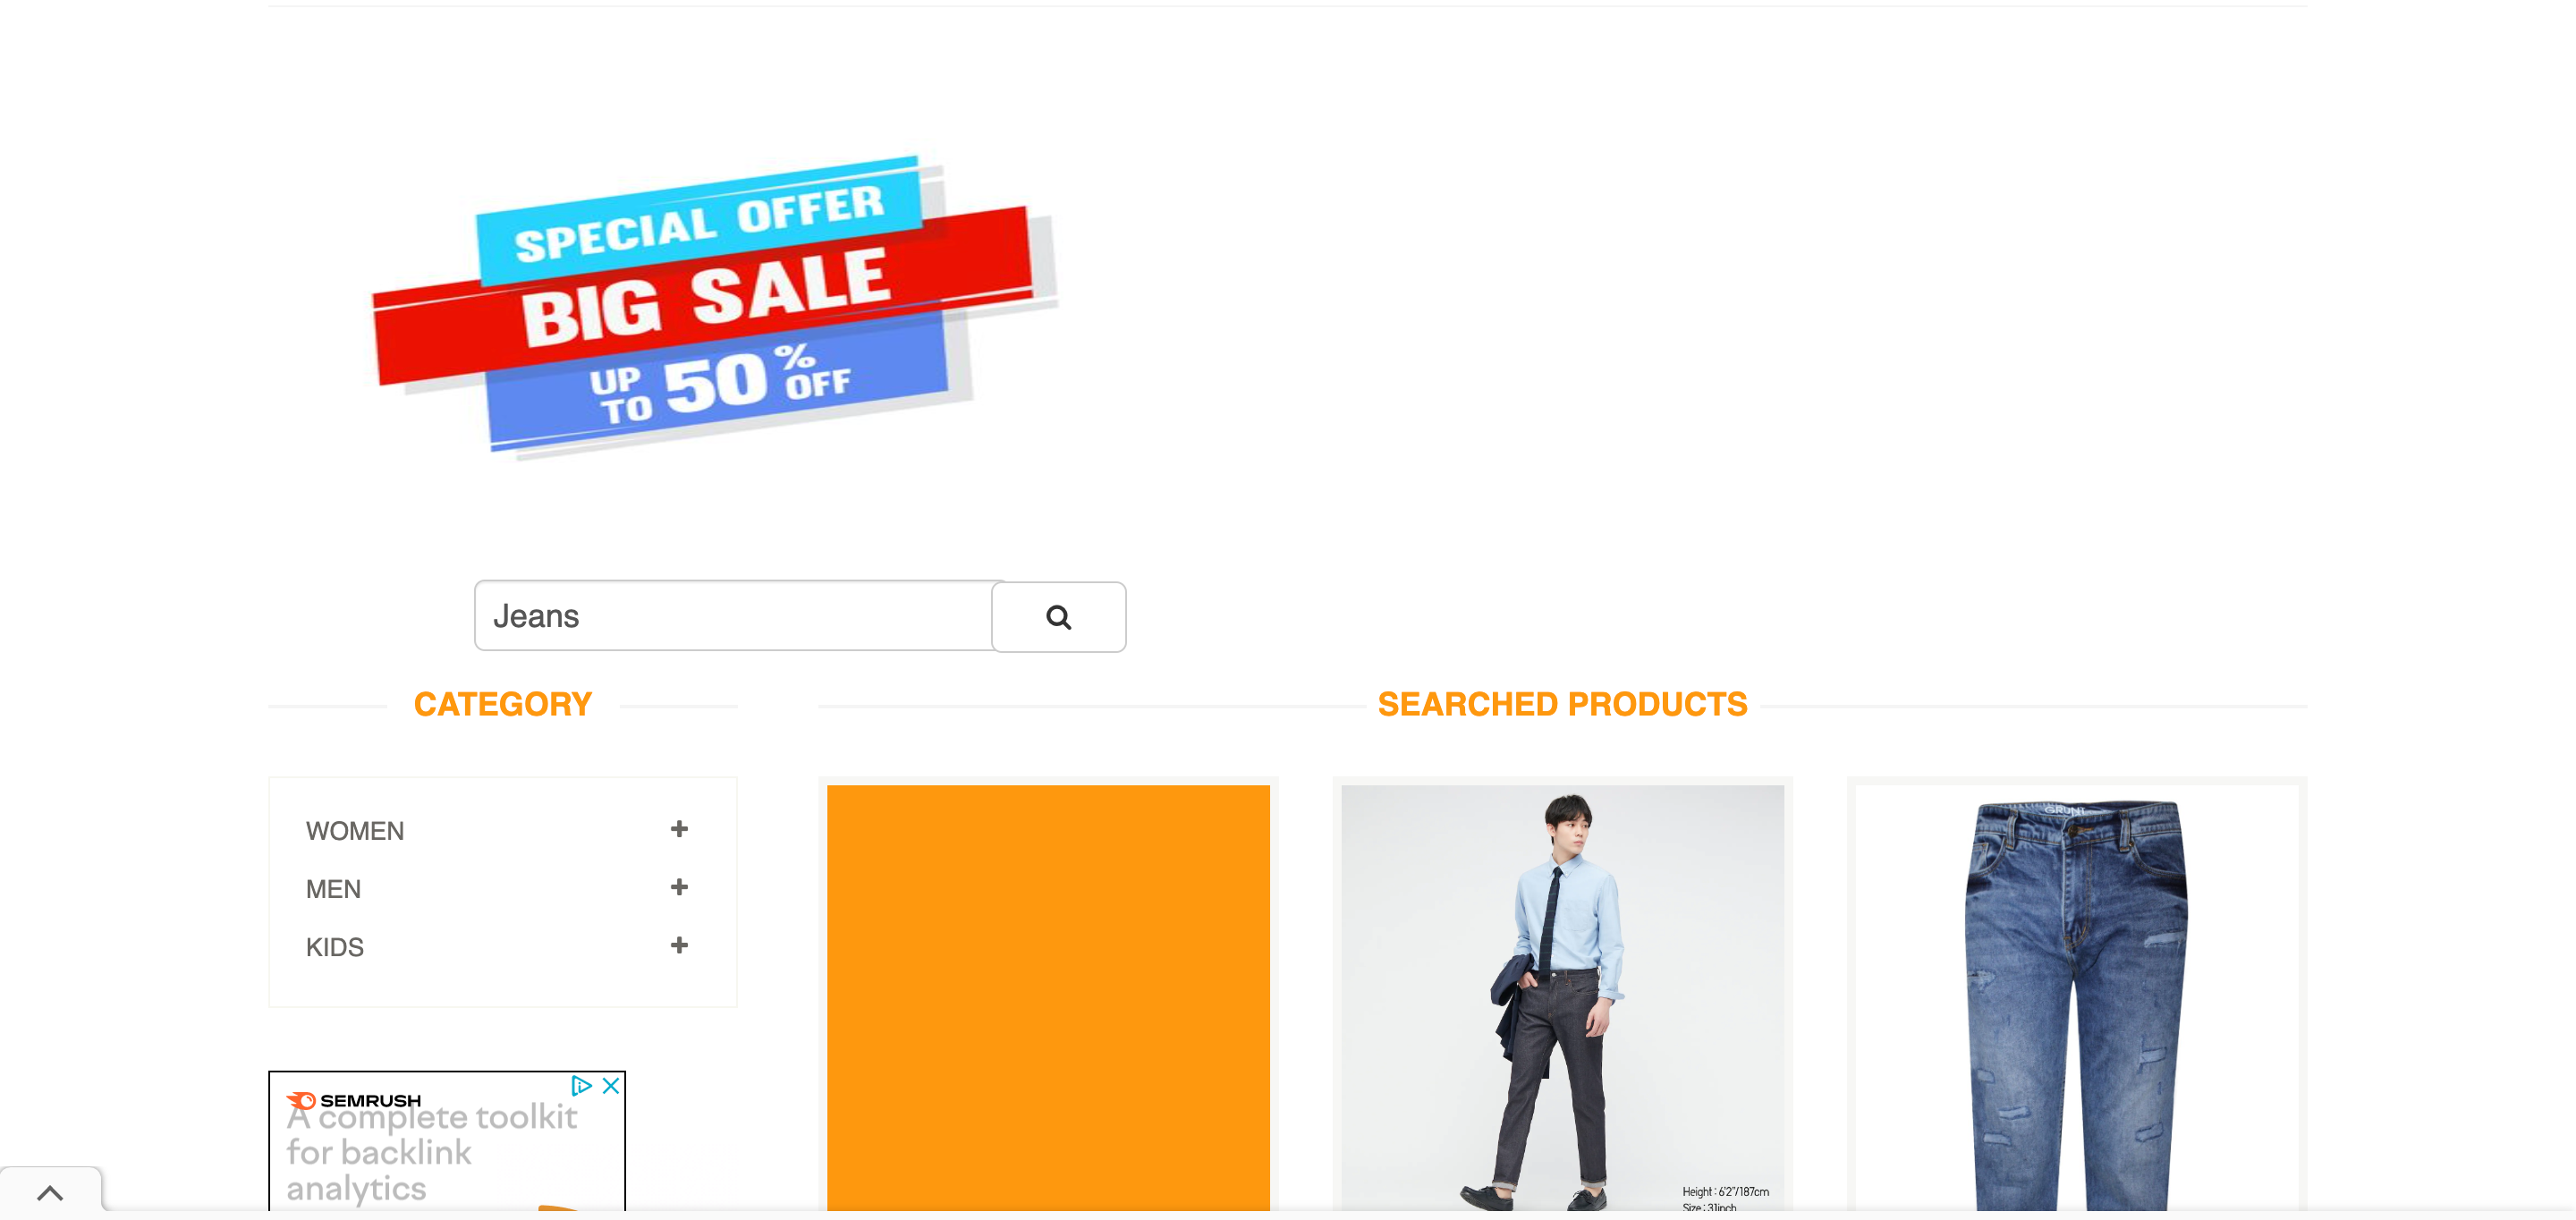 SPECIAL OFFER
BIG SALE
UP TO 50% OFF
Jeans
CATEGORY
SEARCHED PRODUCTS
WOMEN
MEN
KIDS
SEMRUSH
A complete toolkit
for backlink
analytics
GRUNT
Height : 6'2"/187cm
Size : 31inch